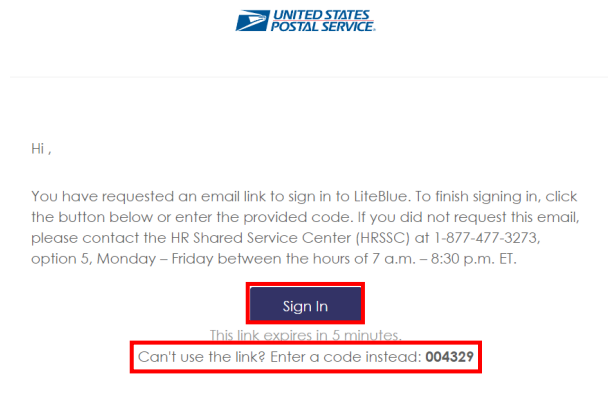 UNITED STATES
POSTAL SERVICE.
Hi ,
You have requested an email link to sign in to LiteBlue. To finish signing in, click
the button below or enter the provided code. If you did not request this email,
please contact the HR Shared Service Center (HRSSC) at 1-877-477-3273,
option 5, Monday – Friday between the hours of 7 a.m. – 8:30 p.m. ET.
Sign In
This link expires in 5 minutes.
Can't use the link? Enter a code instead: 004329